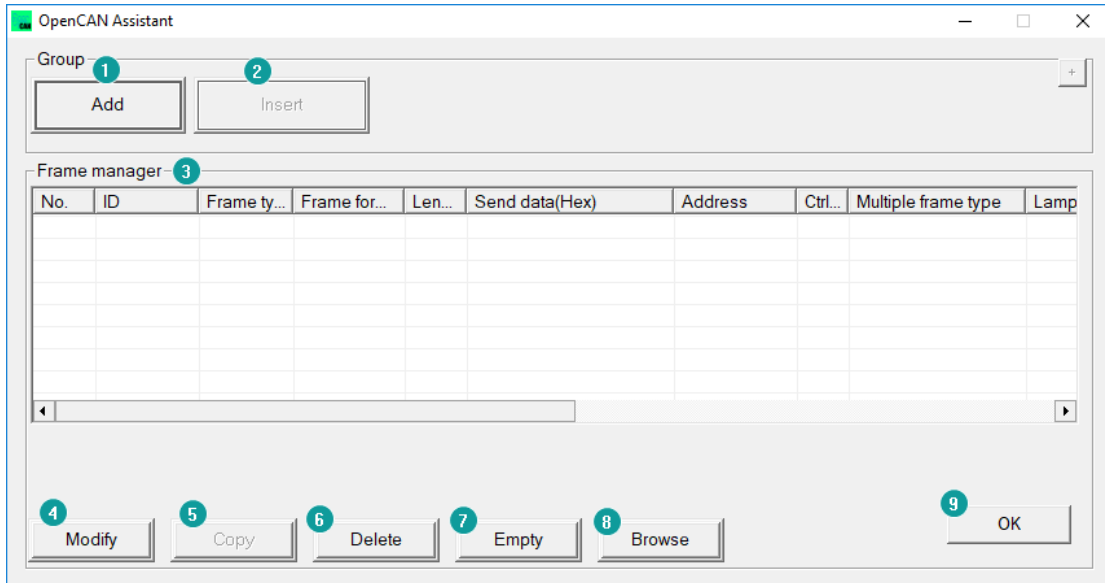 OpenCAN Assistant
Group
1
2
Add
Insert
+
Frame manager
3
No. ID Frame ty... Frame for... Len... Send data(Hex) Address Ctrl... Multiple frame type Lamp
4
5
6
7
8
9
Modify
Copy
Delete
Empty
Browse
OK